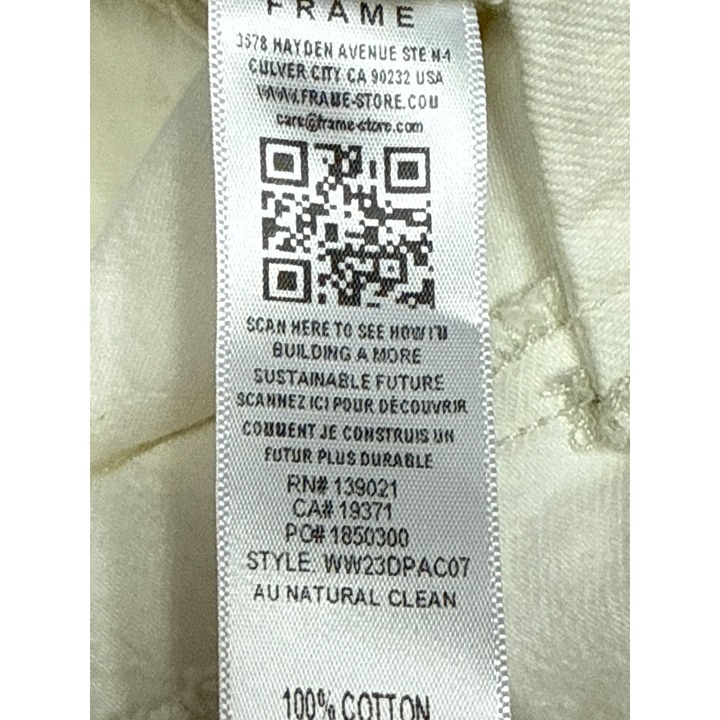 FRAME
3578 HAYDEN AVENUE STE N-1
CULVER CITY CA 90232 USA
WWW.FRAME-STORE.COM
care@frame-store.com
SCAN HERE TO SEE HOW I'M
BUILDING A MORE
SUSTAINABLE FUTURE
SCANNEZ ICI POUR DÉCOUVRIR
COMMENT JE CONSTRUIS UN
FUTUR PLUS DURABLE
RN# 139021
CA# 19371
PO# 1850300
STYLE: WW23DPAC07
AU NATURAL CLEAN
100% COTTON